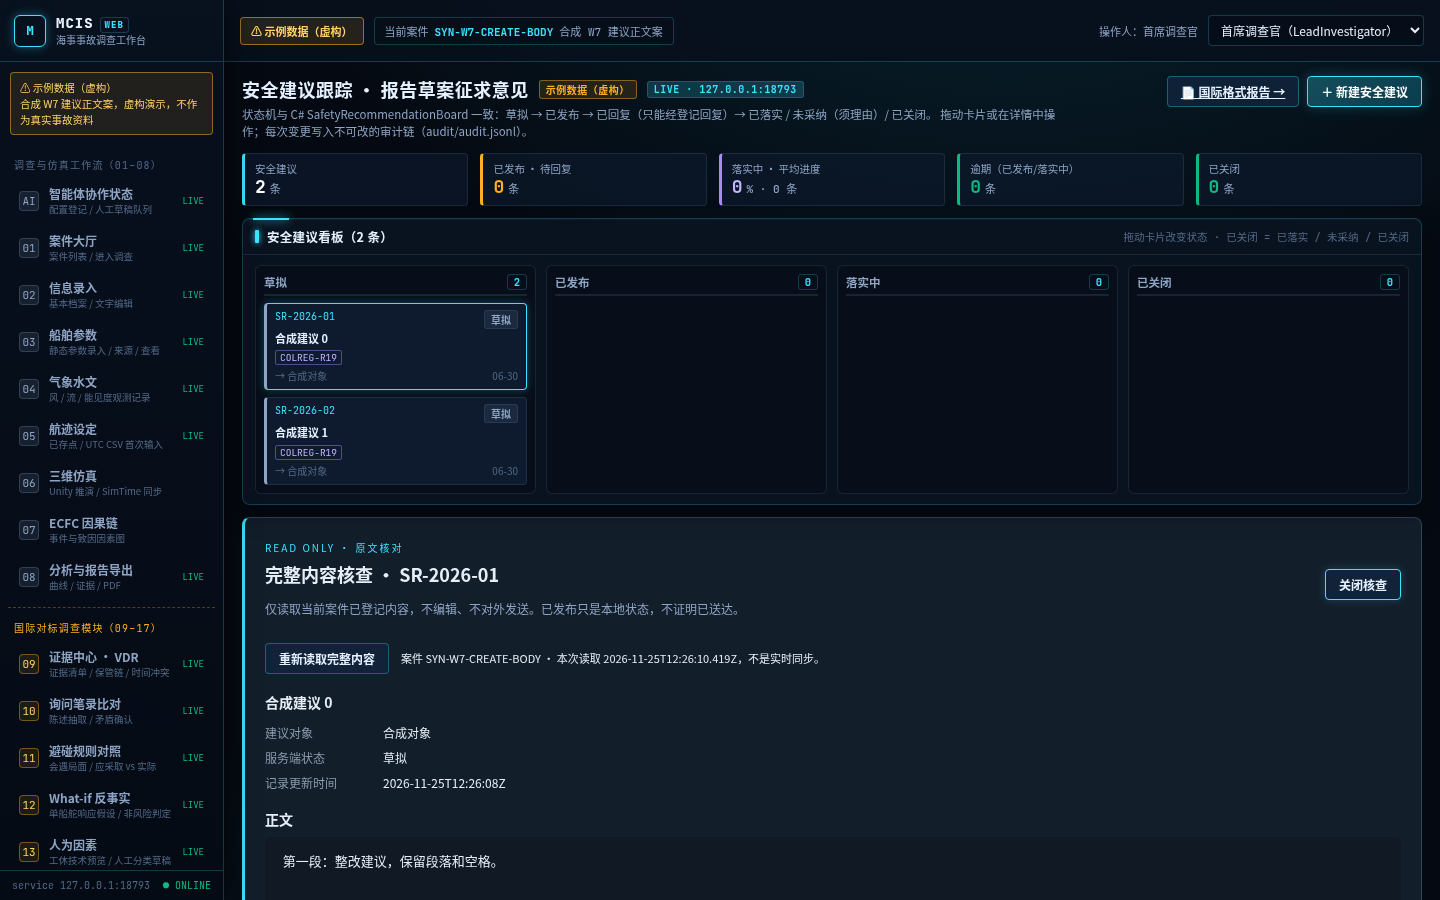 M
MCIS WEB
海事事故调查工作台
⚠ 示例数据（虚构）
合成 W7 建议正文案，虚构演示，不作
为真实事故资料
调查与仿真工作流（01-08）
AI 智能体协作状态 LIVE
配置登记 / 人工草稿队列
01 案件大厅 LIVE
案件列表 / 进入调查
02 信息录入 LIVE
基本档案 / 文字编辑
03 船舶参数 LIVE
静态参数录入 / 来源 / 查看
04 气象水文 LIVE
风 / 流 / 能见度观测记录
05 航迹设定 LIVE
已存点 / UTC CSV 首次输入
06 三维仿真
Unity 推演 / SimTime 同步
07 ECFC 因果链
事件与致因因素图
08 分析与报告导出 LIVE
曲线 / 证据 / PDF
国际对标调查模块（09-17）
09 证据中心 · VDR LIVE
证据清单 / 保管链 / 时间冲突
10 询问笔录比对 LIVE
陈述抽取 / 矛盾确认
11 避碰规则对照 LIVE
会遇局面 / 应采取 vs 实际
12 What-if 反事实 LIVE
单船舵响应假设 / 非风险判定
13 人为因素 LIVE
工休技术预览 / 人工分类草稿
service 127.0.0.1:18793 ● ONLINE
⚠ 示例数据（虚构）
当前案件 SYN-W7-CREATE-BODY 合成 W7 建议正文案
操作人：首席调查官
首席调查官（LeadInvestigator）
安全建议跟踪 · 报告草案征求意见 示例数据（虚构） LIVE · 127.0.0.1:18793
状态机与 C# SafetyRecommendationBoard 一致：草拟 → 已发布 → 已回复（只能经登记回复）→ 已落实 / 未采纳（须理由）/ 已关闭。 拖动卡片或在详情中操
作；每次变更写入不可改的审计链（audit/audit.jsonl）。
📄 国际格式报告 →
＋ 新建安全建议
安全建议
2 条
已发布 · 待回复
0 条
落实中 · 平均进度
0 % · 0 条
逾期（已发布/落实中）
0 条
已关闭
0 条
安全建议看板（2 条）
拖动卡片改变状态 · 已关闭 = 已落实 / 未采纳 / 已关闭
草拟 2
SR-2026-01 草拟
合成建议 0
COLREG-R19
→ 合成对象 06-30
SR-2026-02 草拟
合成建议 1
COLREG-R19
→ 合成对象 06-30
已发布 0
落实中 0
已关闭 0
READ ONLY · 原文核对
完整内容核查 · SR-2026-01
关闭核查
仅读取当前案件已登记内容，不编辑、不对外发送。已发布只是本地状态，不证明已送达。
重新读取完整内容
案件 SYN-W7-CREATE-BODY · 本次读取 2026-11-25T12:26:10.419Z，不是实时同步。
合成建议 0
建议对象 合成对象
服务端状态 草拟
记录更新时间 2026-11-25T12:26:08Z
正文
第一段：整改建议，保留段落和空格。